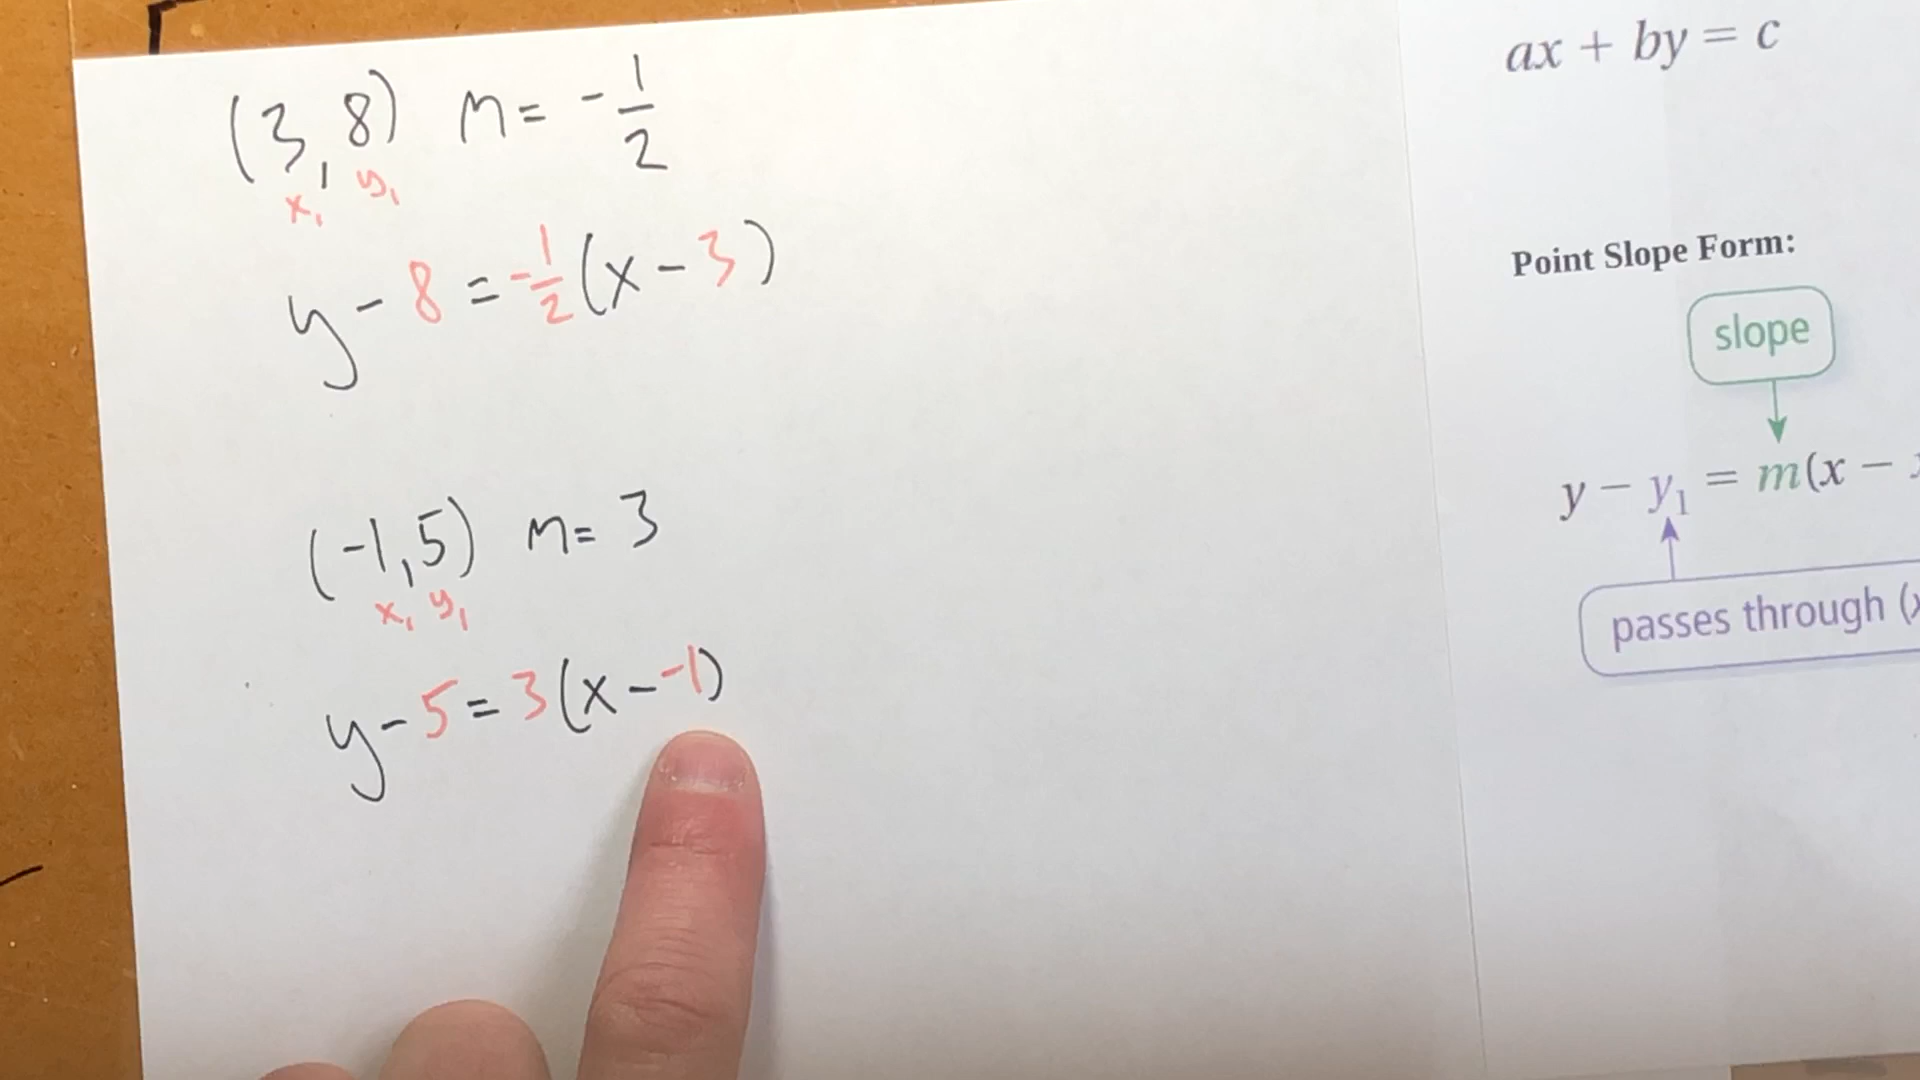 (3, 8) m = -1/2
x₁ y₁
y - 8 = -1/2(x - 3)
(-1, 5) m = 3
x₁ y₁
y - 5 = 3(x - -1)
ax + by = c
Point Slope Form:
slope
y − y₁ = m(x −
passes through (x